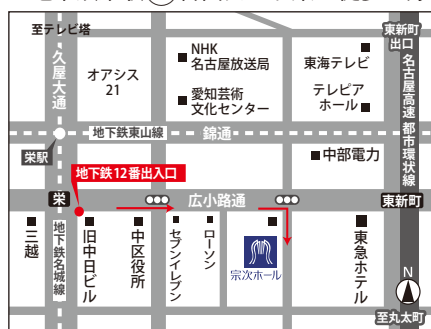 至テレビ塔
久屋大通
オアシス
21
NHK
名古屋放送局
愛知芸術
文化センター
東海テレビ
テレピア
ホール
東新町
出口
名古屋高速 都市環状線
地下鉄東山線
錦通
栄駅
中部電力
地下鉄12番出入口
栄
広小路通
東新町
三越
地下鉄名城線
旧中日ビル
中区役所
セブンイレブン
ローソン
宗次ホール
東急ホテル
N
至丸太町